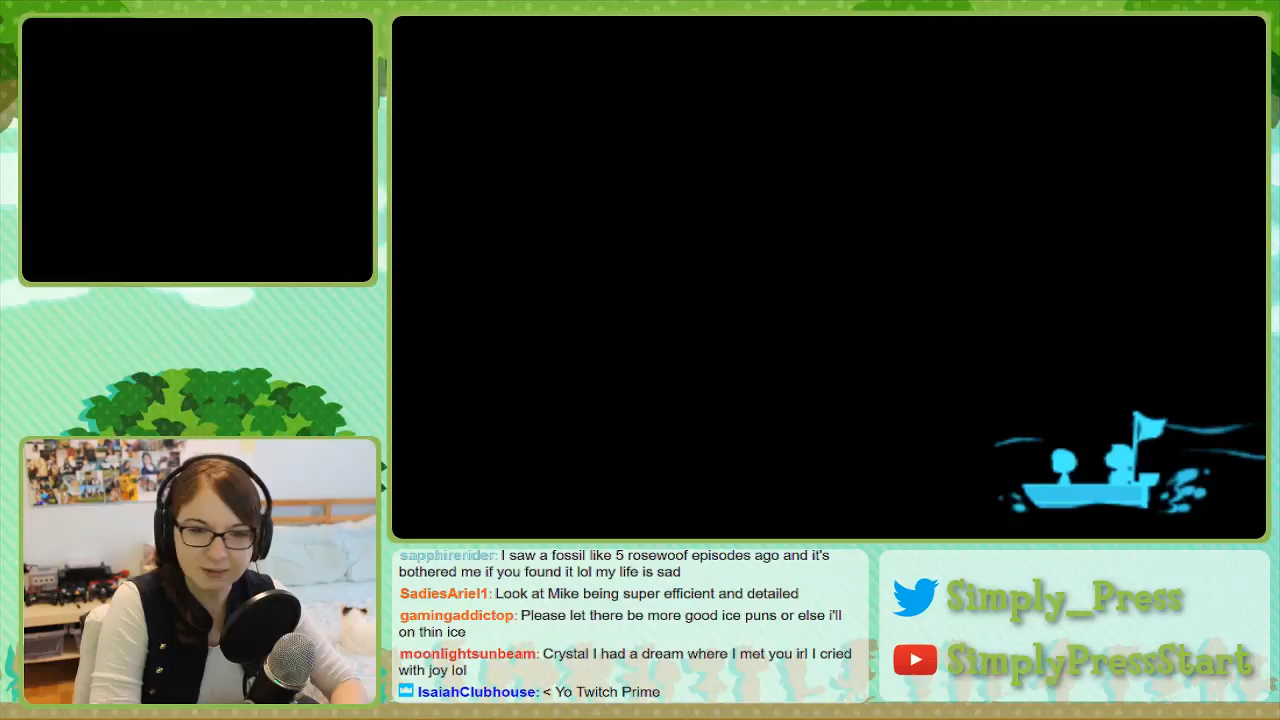 sapphirerider: I saw a fossil like 5 rosewoof episodes ago and it's
bothered me if you found it lol my life is sad
SadiesAriel1: Look at Mike being super efficient and detailed
gamingaddictop: Please let there be more good ice puns or else i'll
on thin ice
moonlightsunbeam: Crystal I had a dream where I met you irl I cried
with joy lol
IsaiahClubhouse: < Yo Twitch Prime
Simply_Press
SimplyPressStart